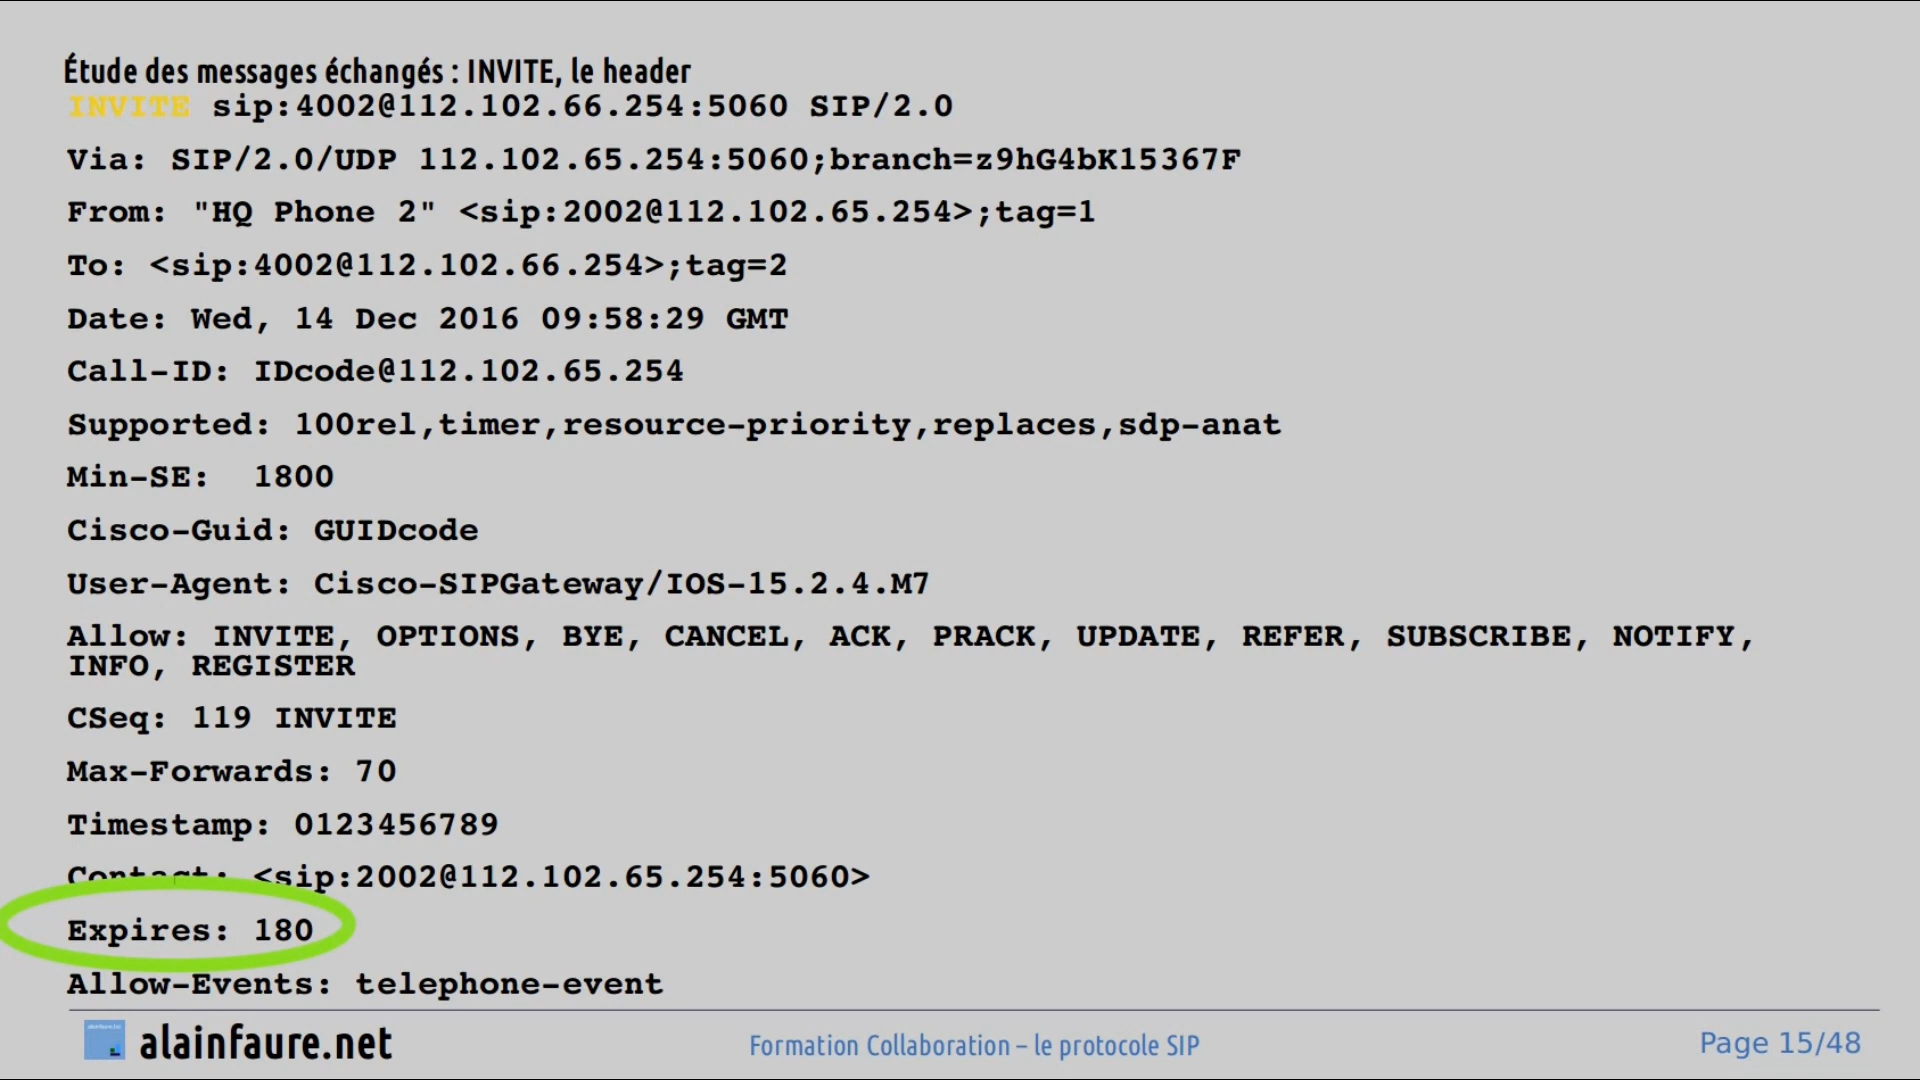 Étude des messages échangés : INVITE, le header
INVITE sip:4002@112.102.66.254:5060 SIP/2.0
Via: SIP/2.0/UDP 112.102.65.254:5060;branch=z9hG4bK15367F
From: "HQ Phone 2" <sip:2002@112.102.65.254>;tag=1
To: <sip:4002@112.102.66.254>;tag=2
Date: Wed, 14 Dec 2016 09:58:29 GMT
Call-ID: IDcode@112.102.65.254
Supported: 100rel,timer,resource-priority,replaces,sdp-anat
Min-SE:  1800
Cisco-Guid: GUIDcode
User-Agent: Cisco-SIPGateway/IOS-15.2.4.M7
Allow: INVITE, OPTIONS, BYE, CANCEL, ACK, PRACK, UPDATE, REFER, SUBSCRIBE, NOTIFY,
INFO, REGISTER
CSeq: 119 INVITE
Max-Forwards: 70
Timestamp: 0123456789
Contact: <sip:2002@112.102.65.254:5060>
Expires: 180
Allow-Events: telephone-event
alainfaure.net
Formation Collaboration – le protocole SIP
Page 15/48